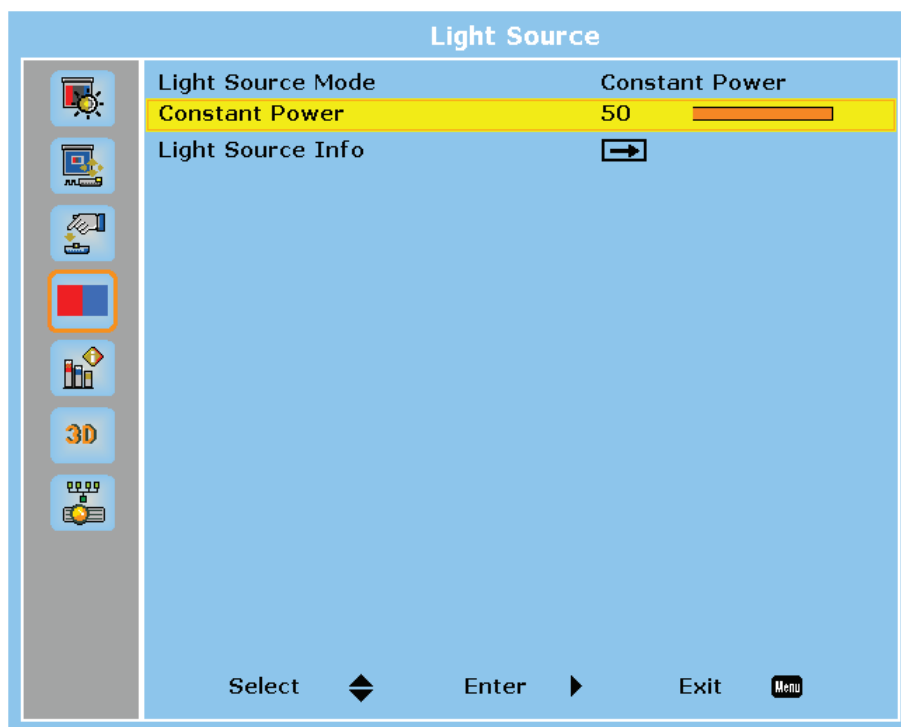 Light Source
Light Source Mode Constant Power
Constant Power 50
Light Source Info
3D
Select Enter Exit Menu